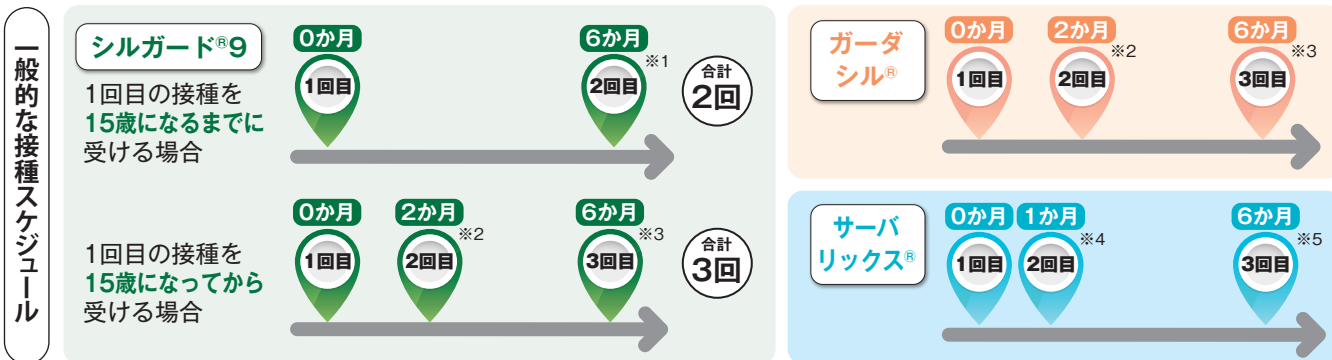 一般的な接種スケジュール
シルガード®9
1回目の接種を
15歳になるまでに
受ける場合
0か月
6か月
1回目
2回目
※1
合計
2回
1回目の接種を
15歳になってから
受ける場合
0か月
2か月
6か月
1回目
2回目
※2
3回目
※3
合計
3回
ガーダ
シル®
0か月
2か月
6か月
1回目
2回目
※2
3回目
※3
サーバ
リックス®
0か月
1か月
6か月
1回目
2回目
※4
3回目
※5